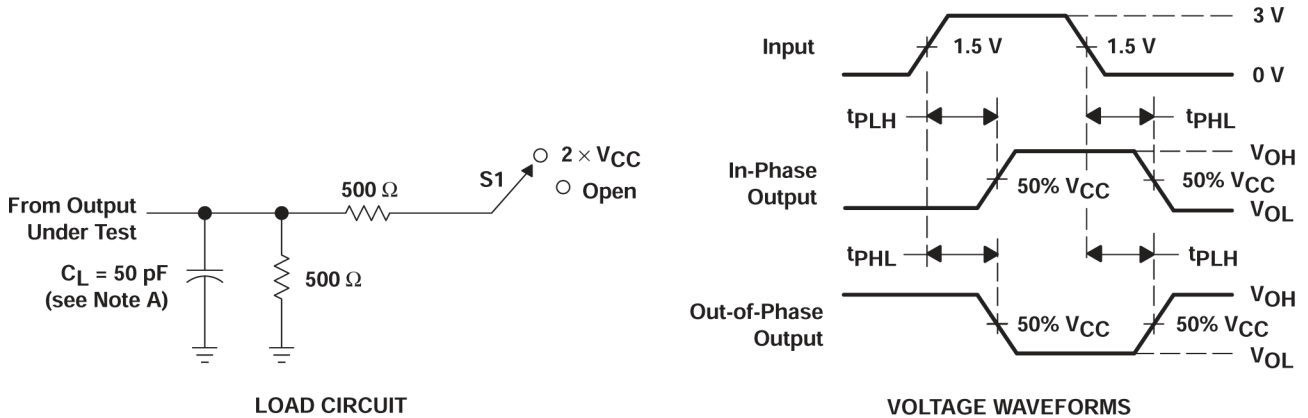 From Output
Under Test
CL = 50 pF
(see Note A)
500 Ω
500 Ω
S1
2 × VCC
Open
LOAD CIRCUIT
Input
1.5 V
1.5 V
3 V
0 V
tPLH
tPHL
In-Phase
Output
50% VCC
50% VCC
VOH
VOL
tPHL
tPLH
Out-of-Phase
Output
50% VCC
50% VCC
VOH
VOL
VOLTAGE WAVEFORMS